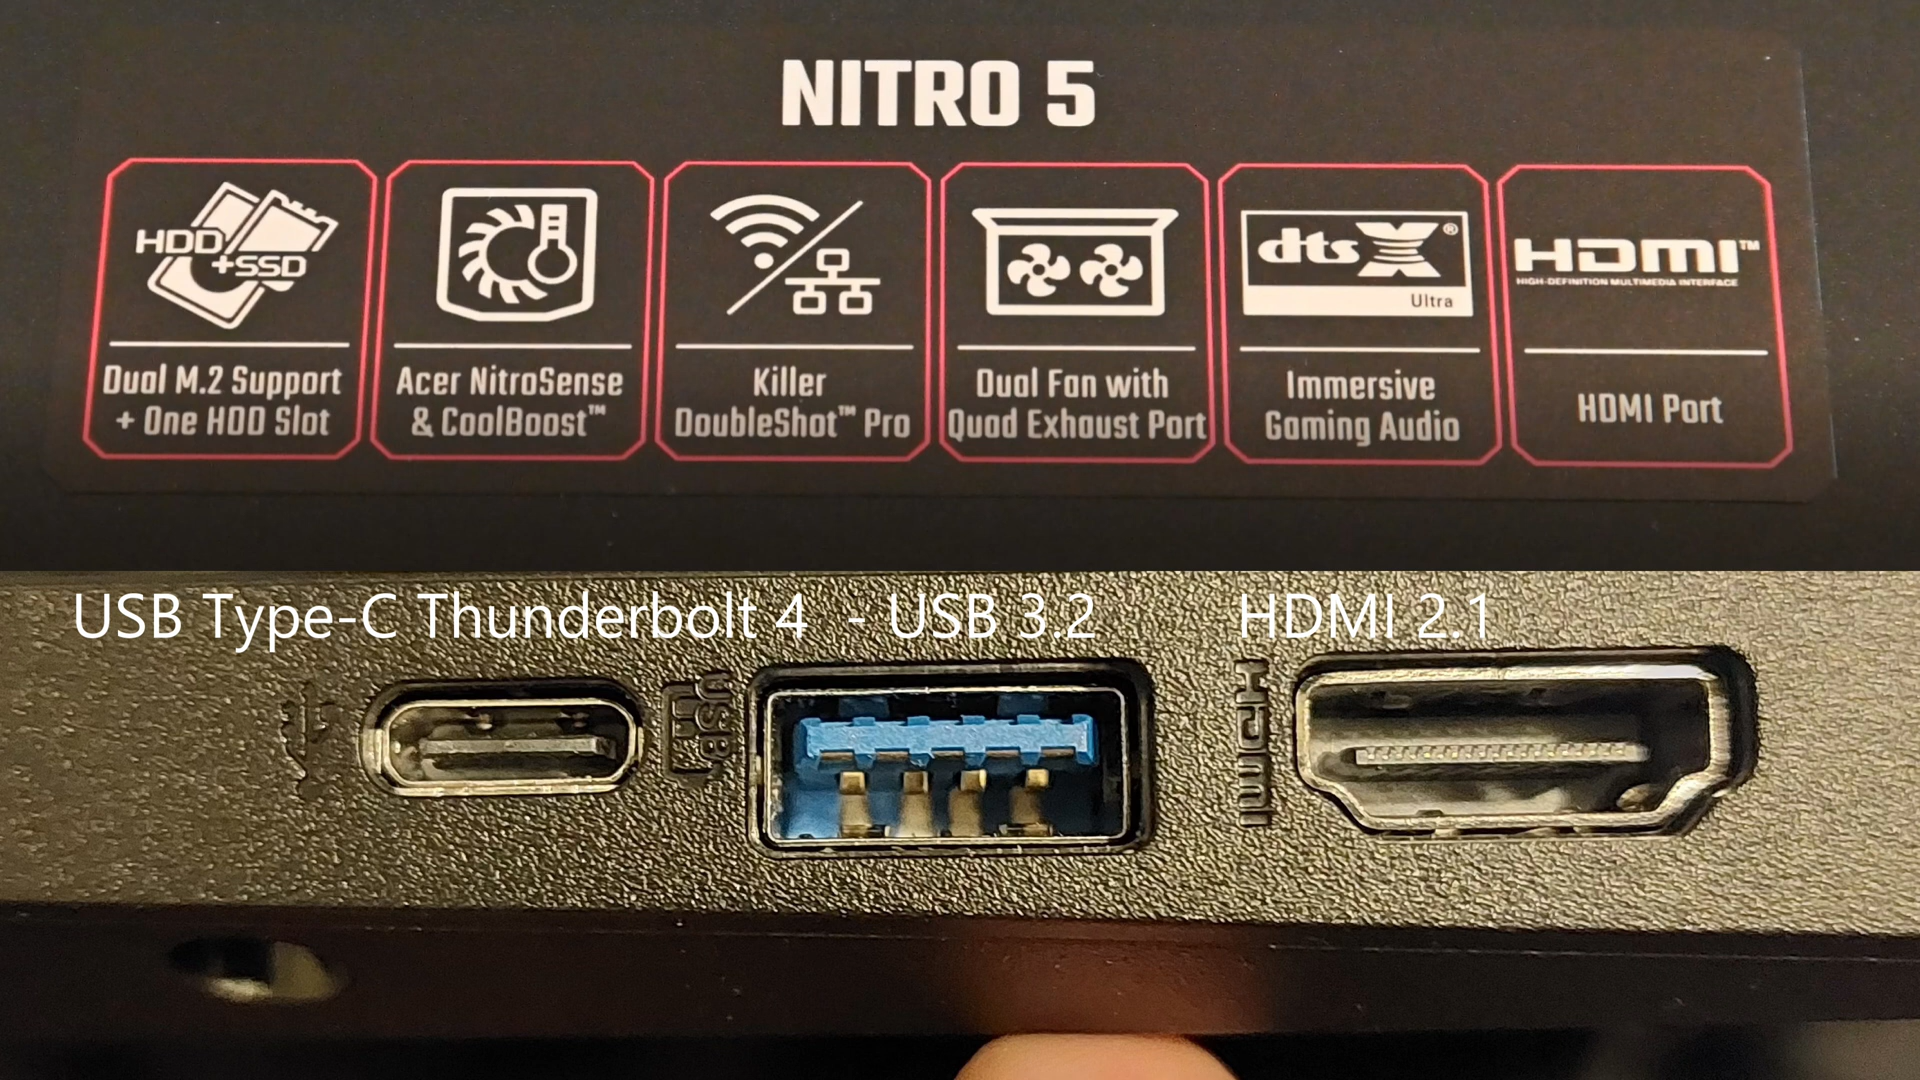 NITRO 5
HDD
+SSD
Dual M.2 Support
+ One HDD Slot
Acer NitroSense
& CoolBoost™
Killer
DoubleShot™ Pro
Dual Fan with
Quad Exhaust Port
dts X®
Ultra
Immersive
Gaming Audio
HDMI™
HIGH-DEFINITION MULTIMEDIA INTERFACE
HDMI Port
USB Type-C Thunderbolt 4 - USB 3.2 HDMI 2.1
USB
HDMI